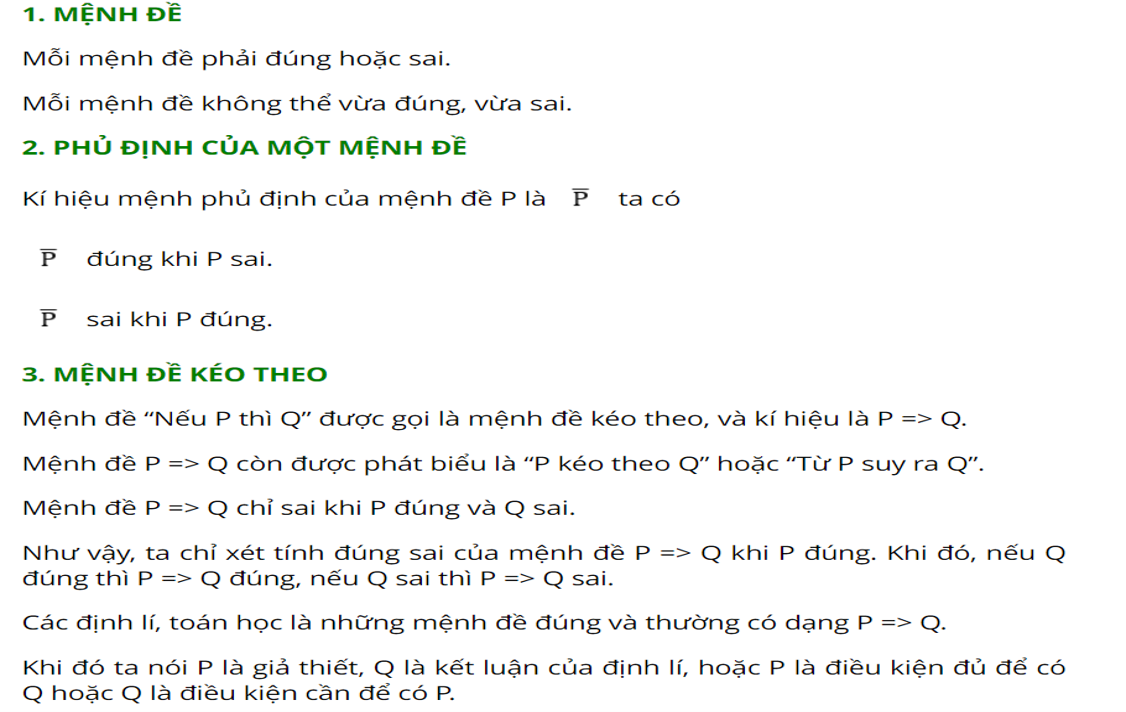 1. MỆNH ĐỀ
Mỗi mệnh đề phải đúng hoặc sai.
Mỗi mệnh đề không thể vừa đúng, vừa sai.
2. PHỦ ĐỊNH CỦA MỘT MỆNH ĐỀ
Kí hiệu mệnh phủ định của mệnh đề P là P̅ ta có
P̅ đúng khi P sai.
P̅ sai khi P đúng.
3. MỆNH ĐỀ KÉO THEO
Mệnh đề “Nếu P thì Q” được gọi là mệnh đề kéo theo, và kí hiệu là P => Q.
Mệnh đề P => Q còn được phát biểu là “P kéo theo Q” hoặc “Từ P suy ra Q”.
Mệnh đề P => Q chỉ sai khi P đúng và Q sai.
Như vậy, ta chỉ xét tính đúng sai của mệnh đề P => Q khi P đúng. Khi đó, nếu Q
đúng thì P => Q đúng, nếu Q sai thì P => Q sai.
Các định lí, toán học là những mệnh đề đúng và thường có dạng P => Q.
Khi đó ta nói P là giả thiết, Q là kết luận của định lí, hoặc P là điều kiện đủ để có
Q hoặc Q là điều kiện cần để có P.